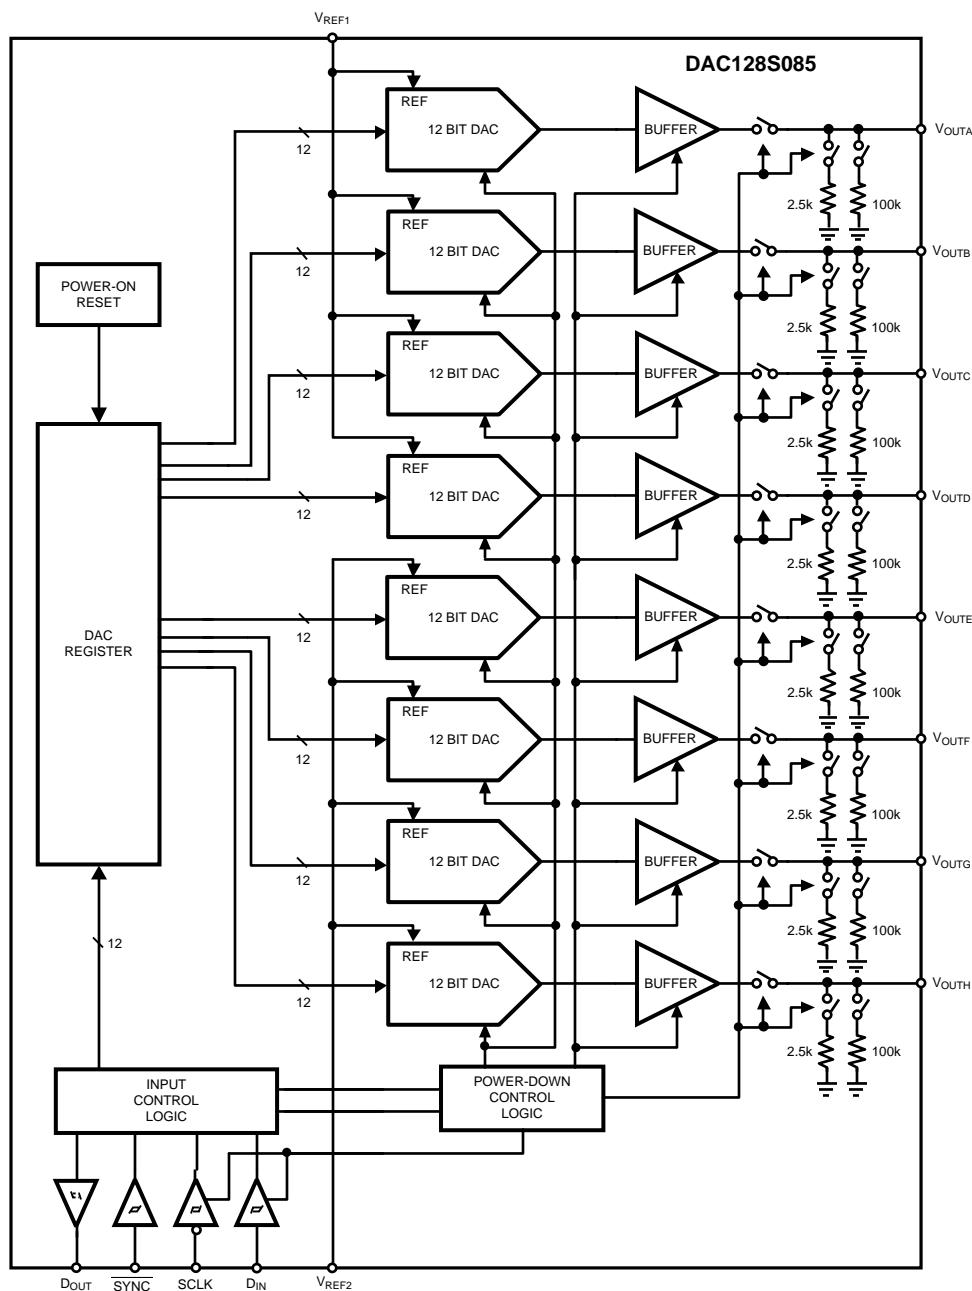 VREF1
DAC128S085
REF
12 BIT DAC
BUFFER
VOUTA
12
2.5k
100k
REF
12 BIT DAC
BUFFER
VOUTB
12
2.5k
100k
POWER-ON
RESET
REF
12 BIT DAC
BUFFER
VOUTC
12
2.5k
100k
REF
12 BIT DAC
BUFFER
VOUTD
12
2.5k
100k
REF
12 BIT DAC
BUFFER
VOUTE
12
DAC
REGISTER
2.5k
100k
REF
12 BIT DAC
BUFFER
VOUTF
12
2.5k
100k
REF
12 BIT DAC
BUFFER
VOUTG
12
2.5k
100k
12
REF
12 BIT DAC
BUFFER
VOUTH
12
2.5k
100k
INPUT
CONTROL
LOGIC
POWER-DOWN
CONTROL
LOGIC
DOUT
SYNC
SCLK
DIN
VREF2